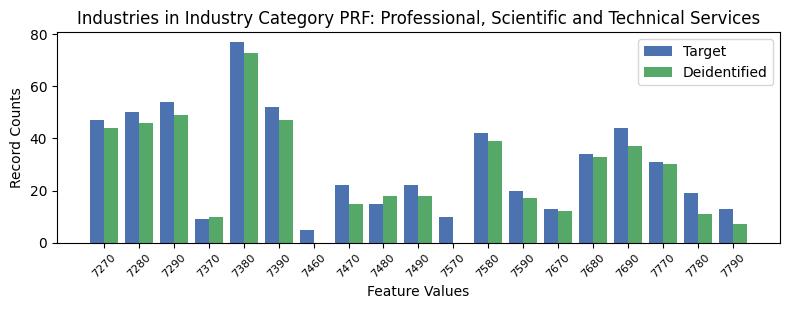 Industries in Industry Category PRF: Professional, Scientific and Technical Services
Record Counts
80
60
40
20
0
Target
Deidentified
7270 7280 7290 7370 7380 7390 7460 7470 7480 7490 7570 7580 7590 7670 7680 7690 7770 7780 7790
Feature Values